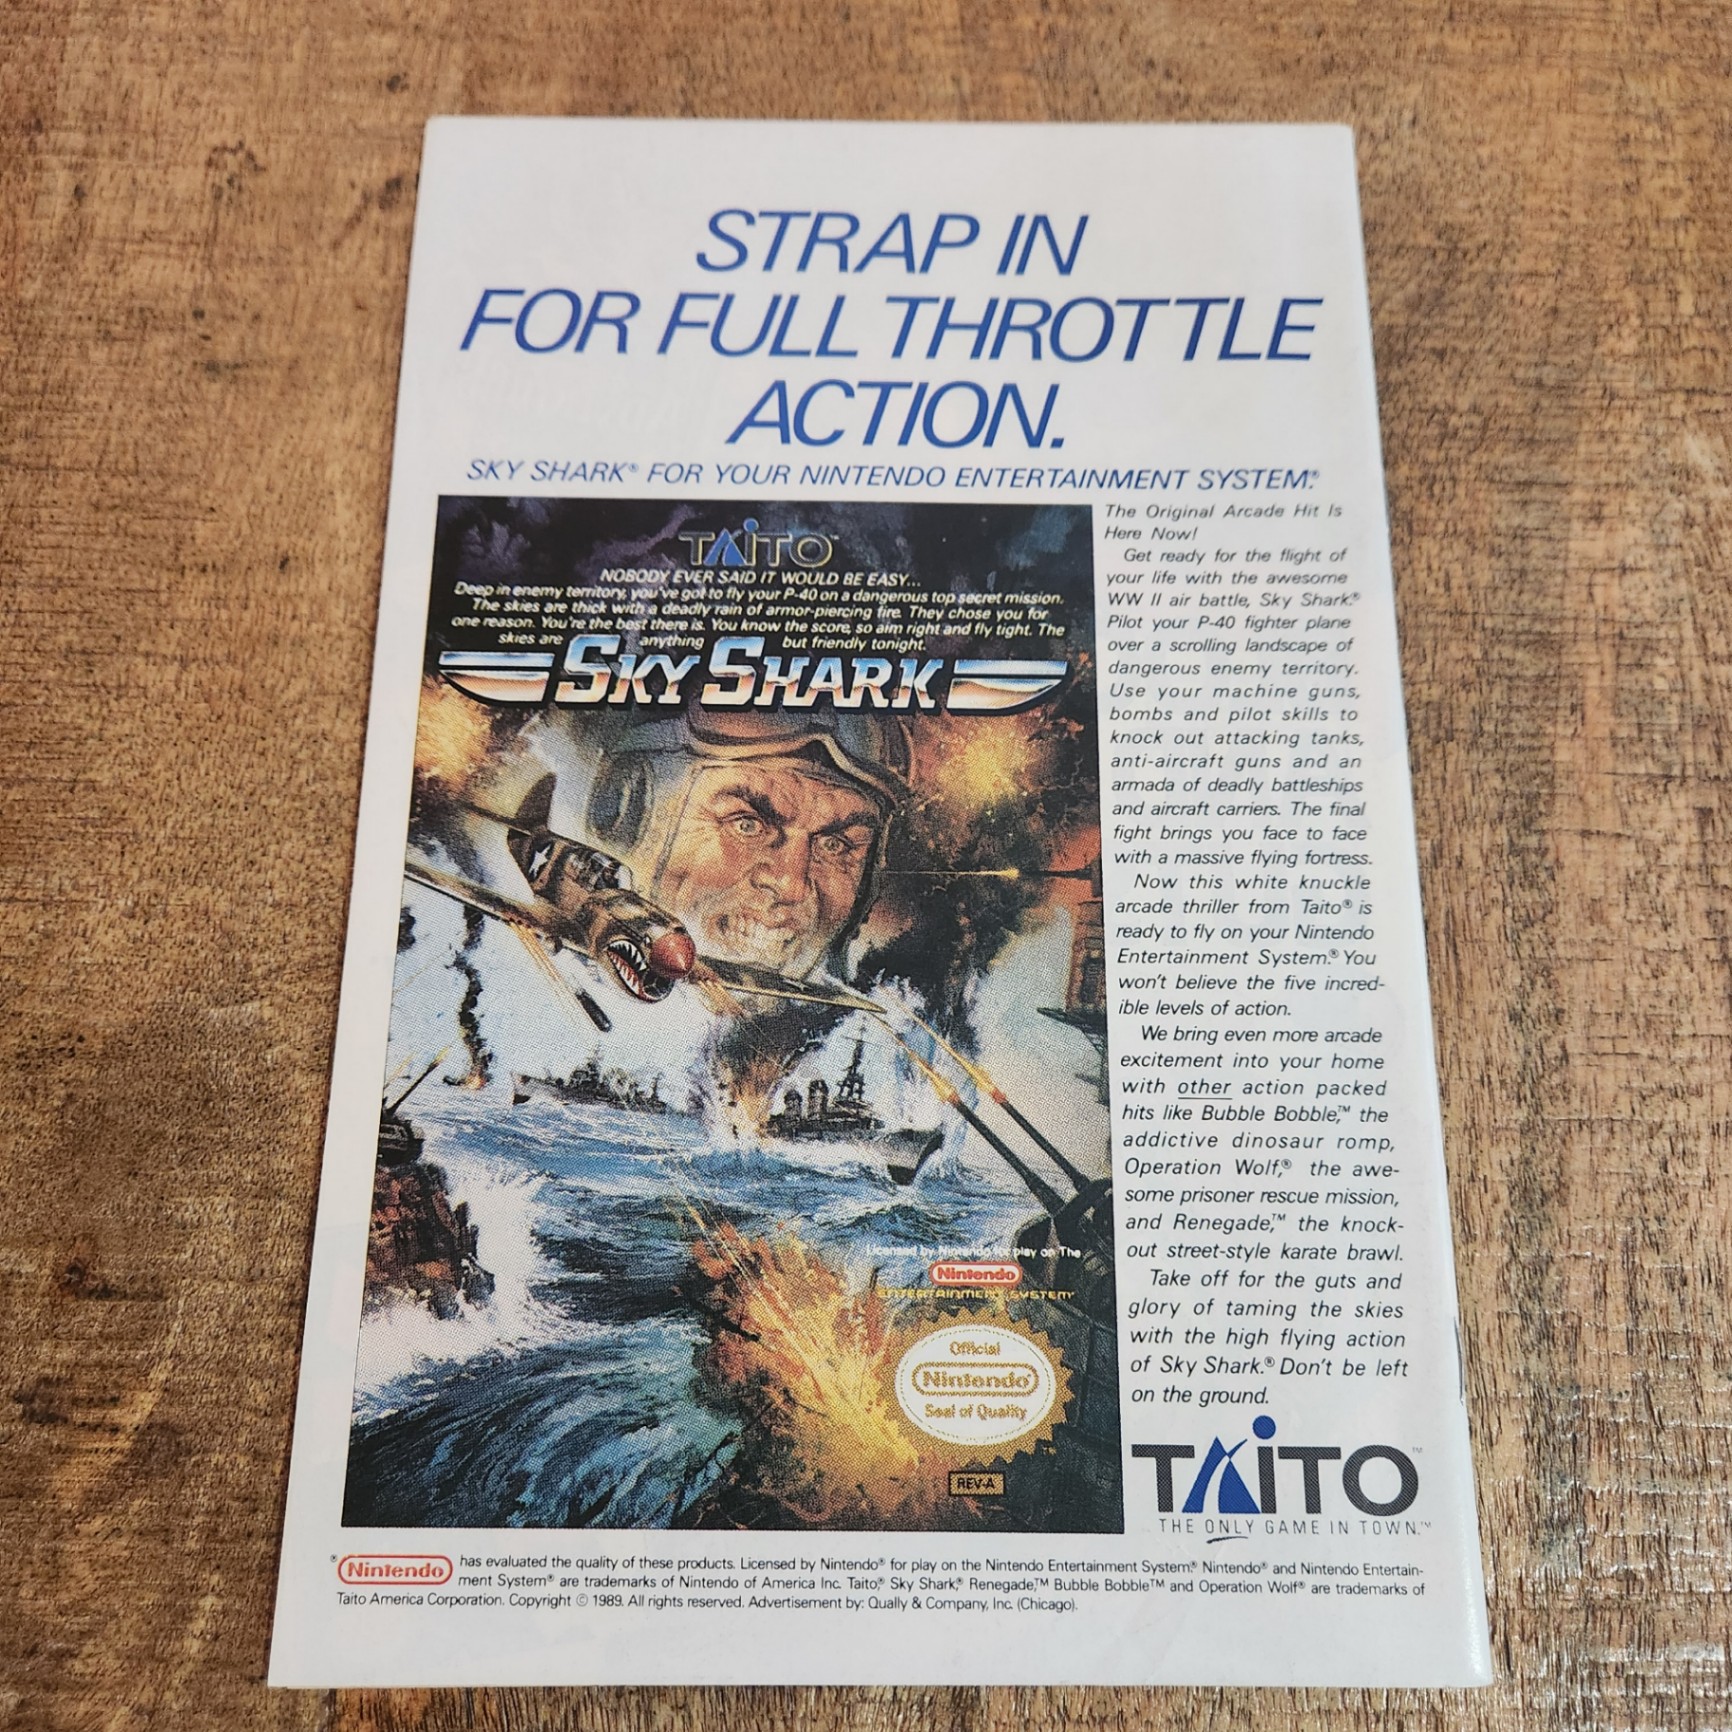 STRAP IN
FOR FULL THROTTLE
ACTION.
SKY SHARK® FOR YOUR NINTENDO ENTERTAINMENT SYSTEM.®
TAITO™
NOBODY EVER SAID IT WOULD BE EASY...
Deep in enemy territory, you've got to fly your P-40 on a dangerous top secret mission.
The skies are thick with a deadly rain of armor-piercing fire. They chose you for
one reason. You're the best there is. You know the score, so aim right and fly tight. The
skies are anything but friendly tonight.
SKY SHARK
Licensed by Nintendo for play on The
Nintendo
ENTERTAINMENT SYSTEM™
Official
Nintendo®
Seal of Quality
REV-A
The Original Arcade Hit Is
Here Now!
Get ready for the flight of
your life with the awesome
WW II air battle, Sky Shark.®
Pilot your P-40 fighter plane
over a scrolling landscape of
dangerous enemy territory.
Use your machine guns,
bombs and pilot skills to
knock out attacking tanks,
anti-aircraft guns and an
armada of deadly battleships
and aircraft carriers. The final
fight brings you face to face
with a massive flying fortress.
Now this white knuckle
arcade thriller from Taito® is
ready to fly on your Nintendo
Entertainment System.® You
won't believe the five incred-
ible levels of action.
We bring even more arcade
excitement into your home
with other action packed
hits like Bubble Bobble,™ the
addictive dinosaur romp,
Operation Wolf,® the awe-
some prisoner rescue mission,
and Renegade,™ the knock-
out street-style karate brawl.
Take off for the guts and
glory of taming the skies
with the high flying action
of Sky Shark.® Don't be left
on the ground.
TAITO™
THE ONLY GAME IN TOWN.™
® Nintendo has evaluated the quality of these products. Licensed by Nintendo® for play on the Nintendo Entertainment System.® Nintendo® and Nintendo Entertain-
ment System® are trademarks of Nintendo of America Inc. Taito,® Sky Shark,® Renegade,™ Bubble Bobble™ and Operation Wolf® are trademarks of
Taito America Corporation. Copyright © 1989. All rights reserved. Advertisement by: Qually & Company, Inc. (Chicago).